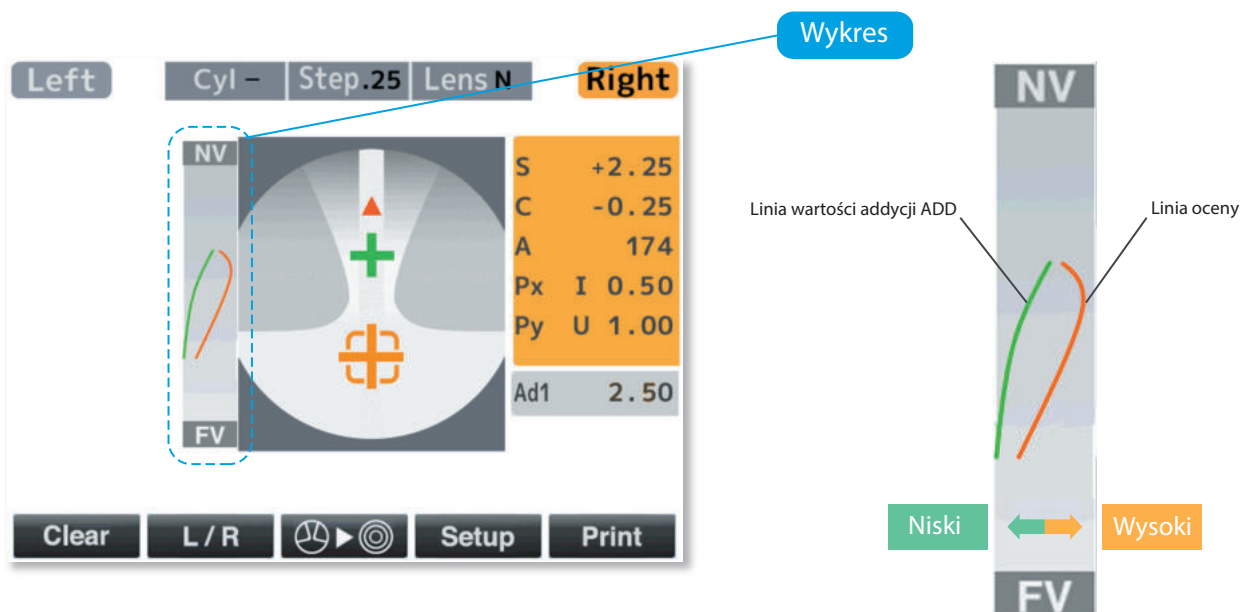 Wykres
Left
Cyl –
Step.25
Lens N
Right
NV
FV
S +2.25
C -0.25
A 174
Px I 0.50
Py U 1.00
Ad1 2.50
Clear
L / R
Setup
Print
NV
Linia wartości addycji ADD
Linia oceny
Niski
Wysoki
FV